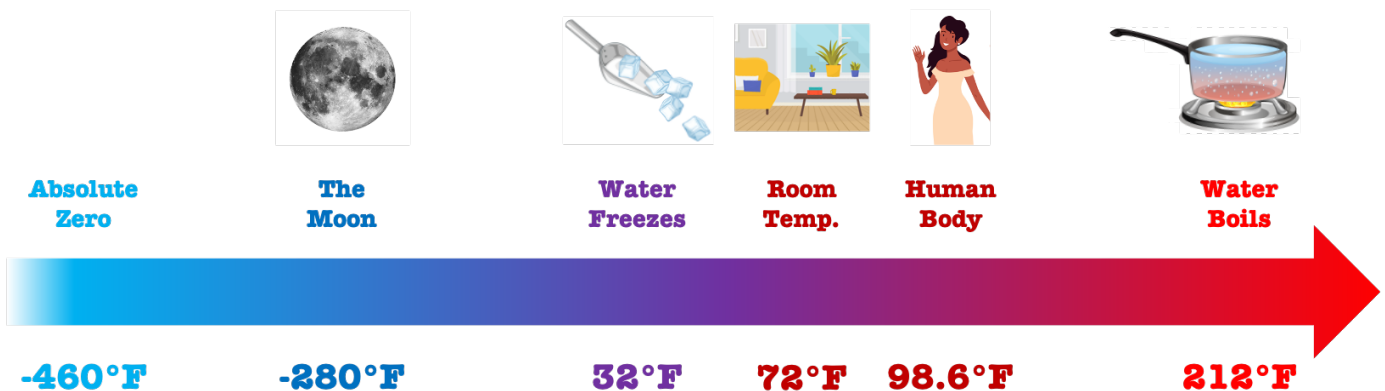 Absolute
Zero
The
Moon
Water
Freezes
Room
Temp.
Human
Body
Water
Boils
-460°F
-280°F
32°F
72°F
98.6°F
212°F